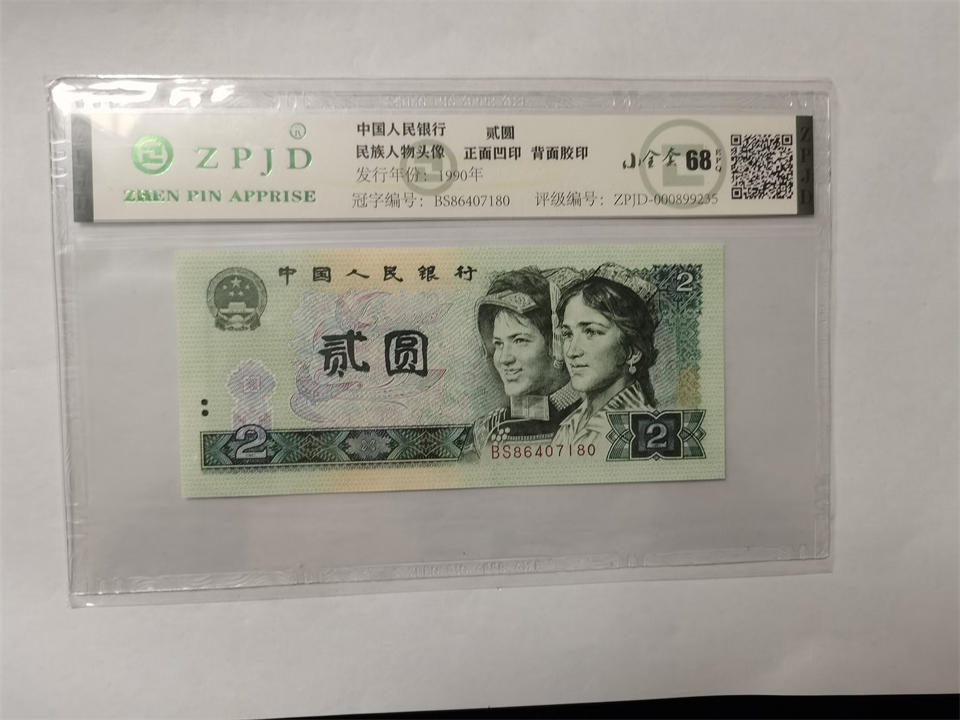 ZPJD
®
ZHEN PIN APPRISE
中国人民银行 贰圆
民族人物头像 正面凹印 背面胶印
发行年份：1990年
冠字编号：BS86407180 评级编号：ZPJD-000899235
68
EPQ
ZPJD
中国人民银行
2
贰圆
2
BS86407180
2